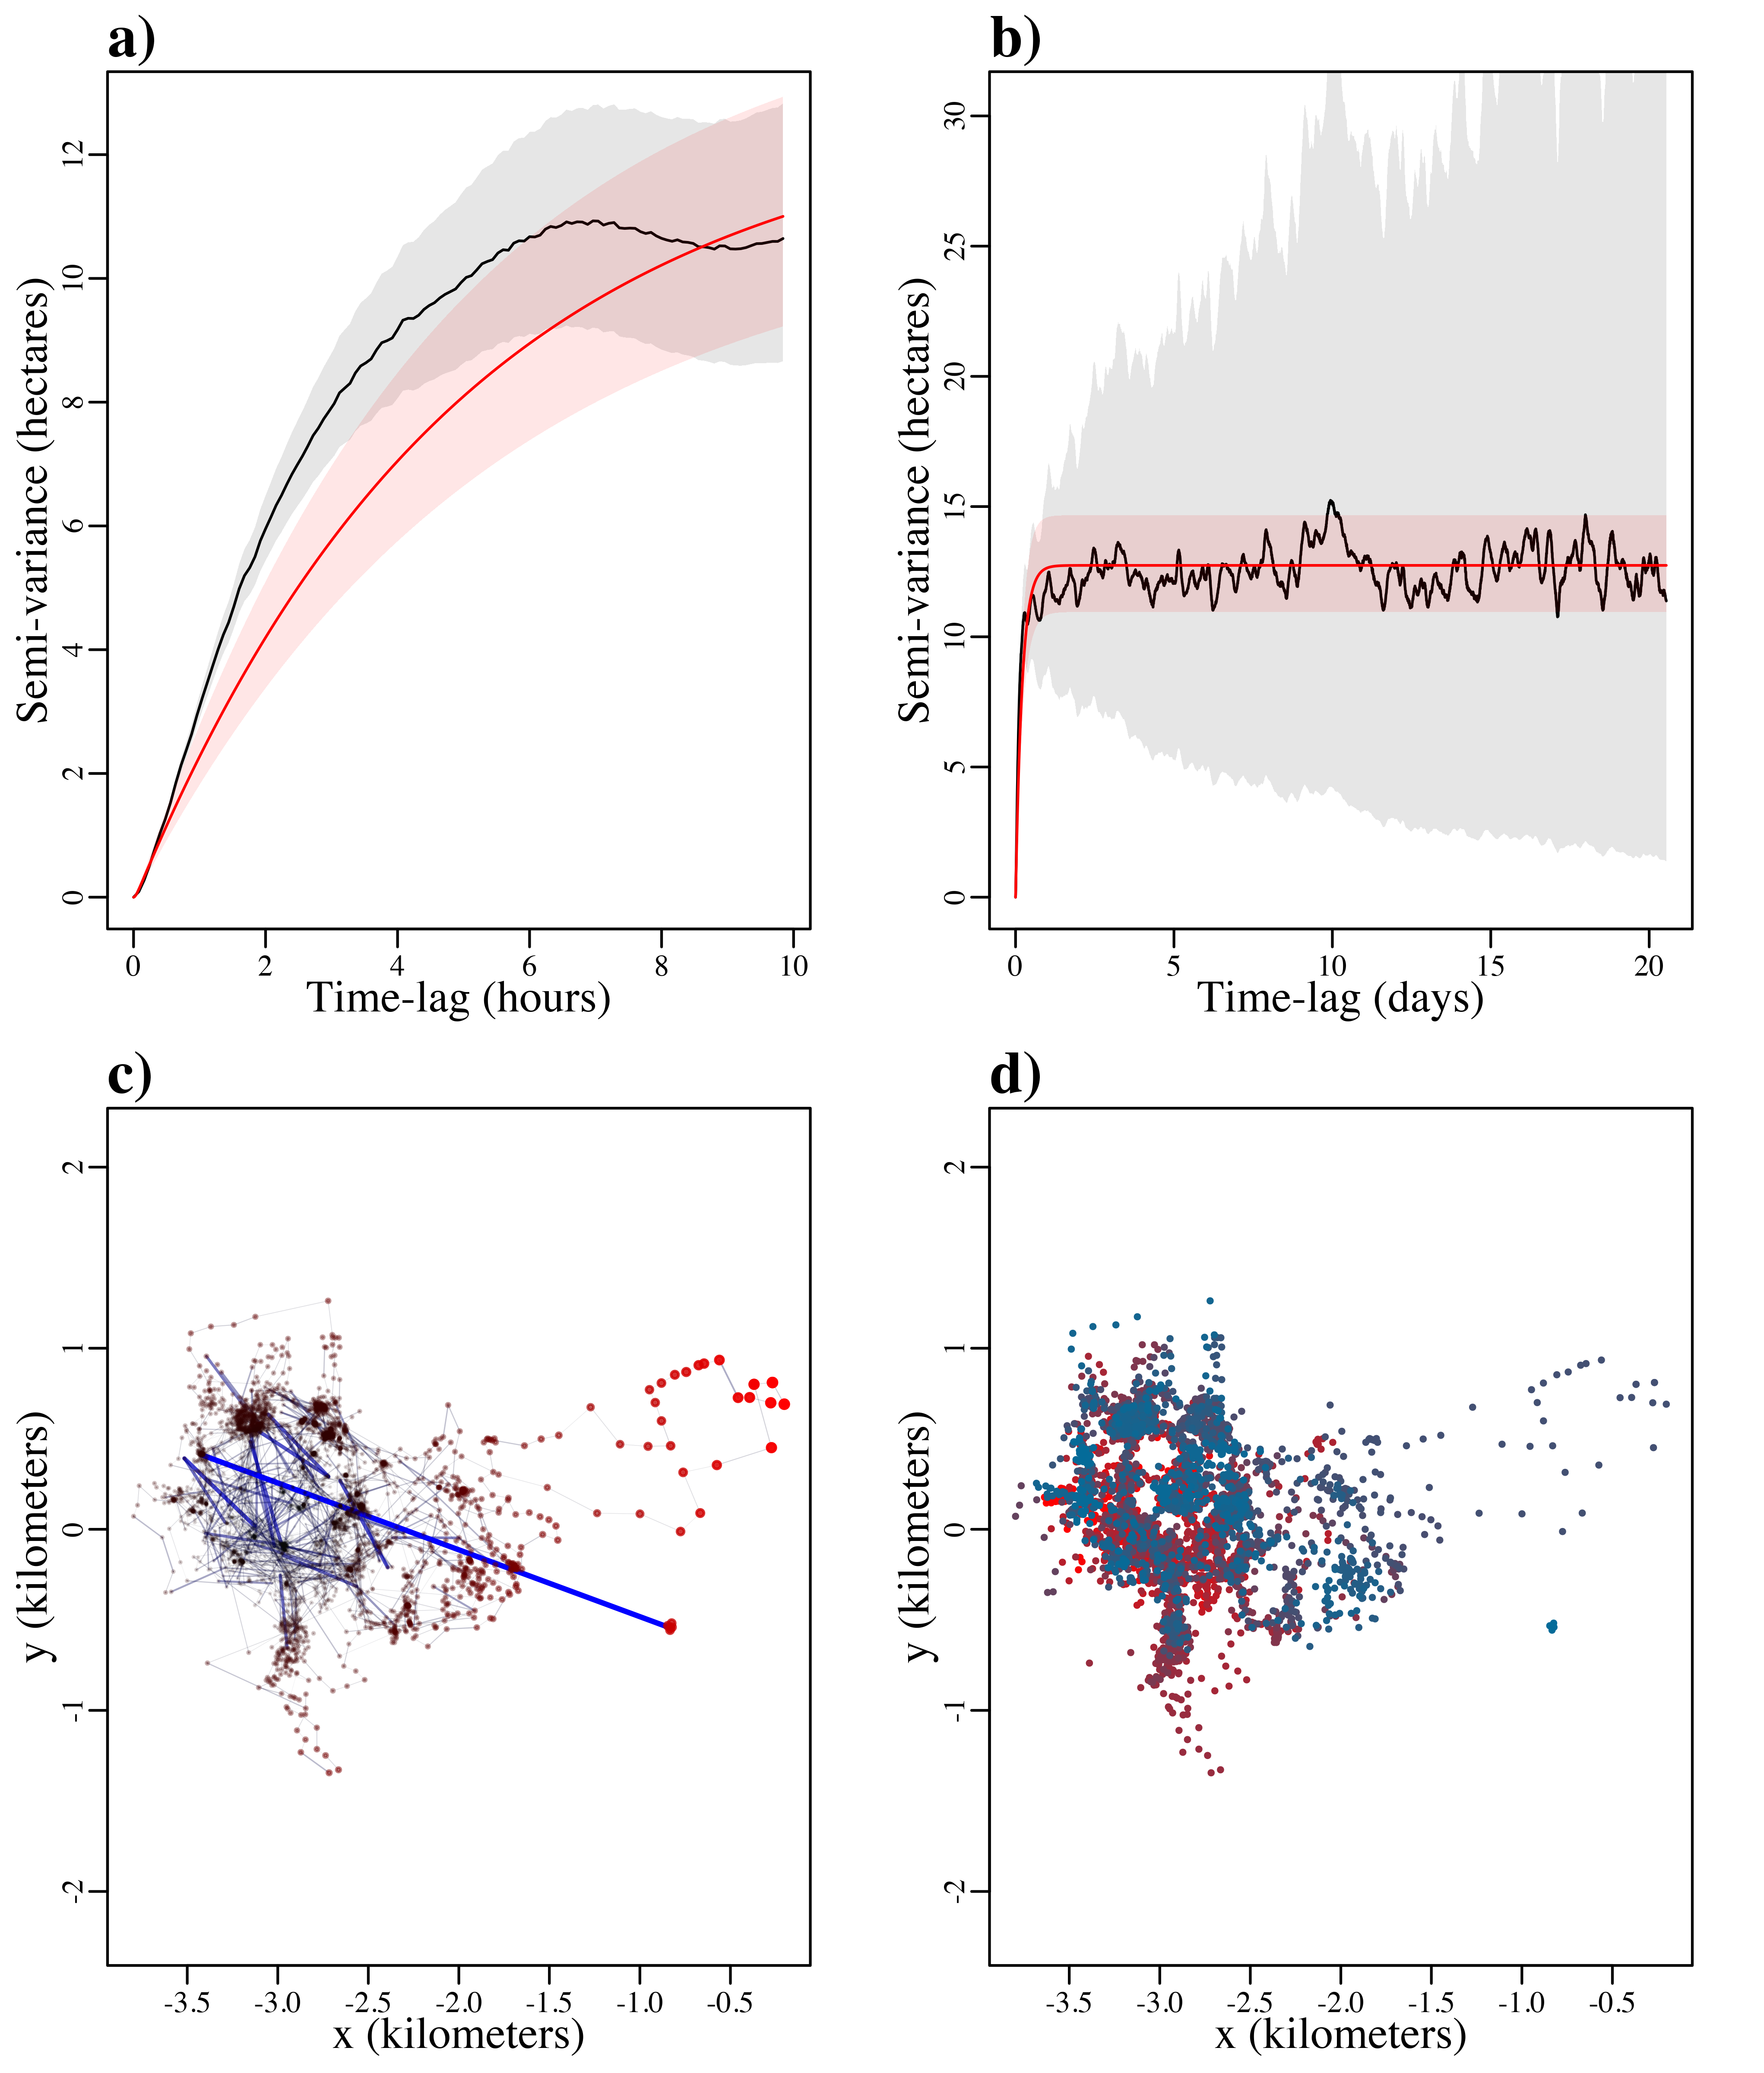 a)
Semi-variance (hectares)
0 2 4 6 8 10 12
0 2 4 6 8 10
Time-lag (hours)
b)
Semi-variance (hectares)
0 5 10 15 20 25 30
0 5 10 15 20
Time-lag (days)
c)
y (kilometers)
-2 -1 0 1 2
-3.5 -3.0 -2.5 -2.0 -1.5 -1.0 -0.5
x (kilometers)
d)
y (kilometers)
-2 -1 0 1 2
-3.5 -3.0 -2.5 -2.0 -1.5 -1.0 -0.5
x (kilometers)